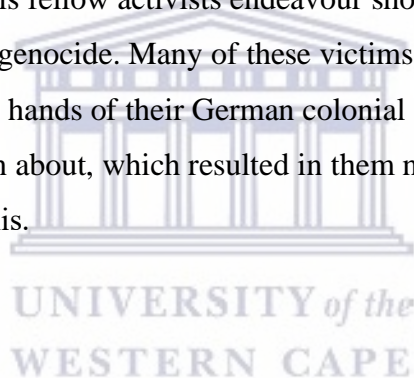 is fellow activists endeavour sho
genocide. Many of these victims
hands of their German colonial
n about, which resulted in them n
is.
UNIVERSITY of the
WESTERN CAPE